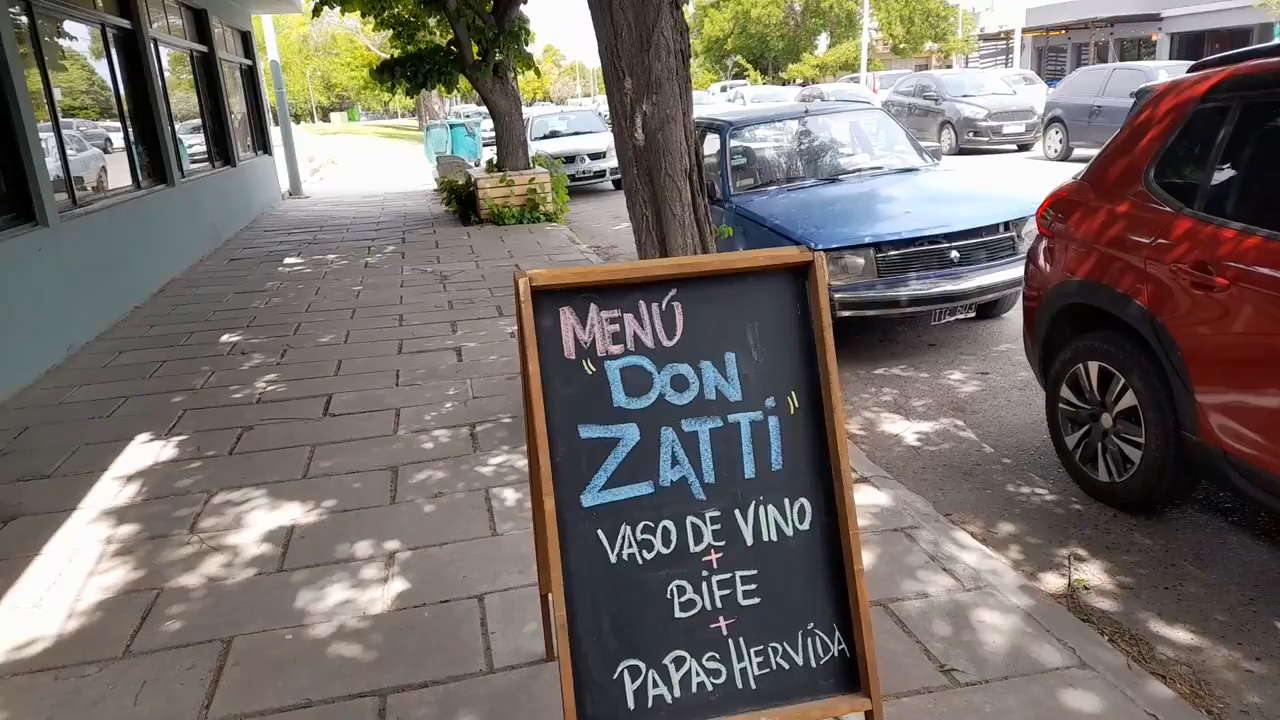 MENÚ
"DON
ZATTi"
VASO DE ViNO
+
BiFE
+
PAPAS HERViDA